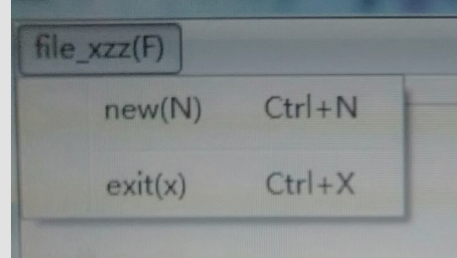 file_xzz(F)
new(N) Ctrl+N
exit(x) Ctrl+X